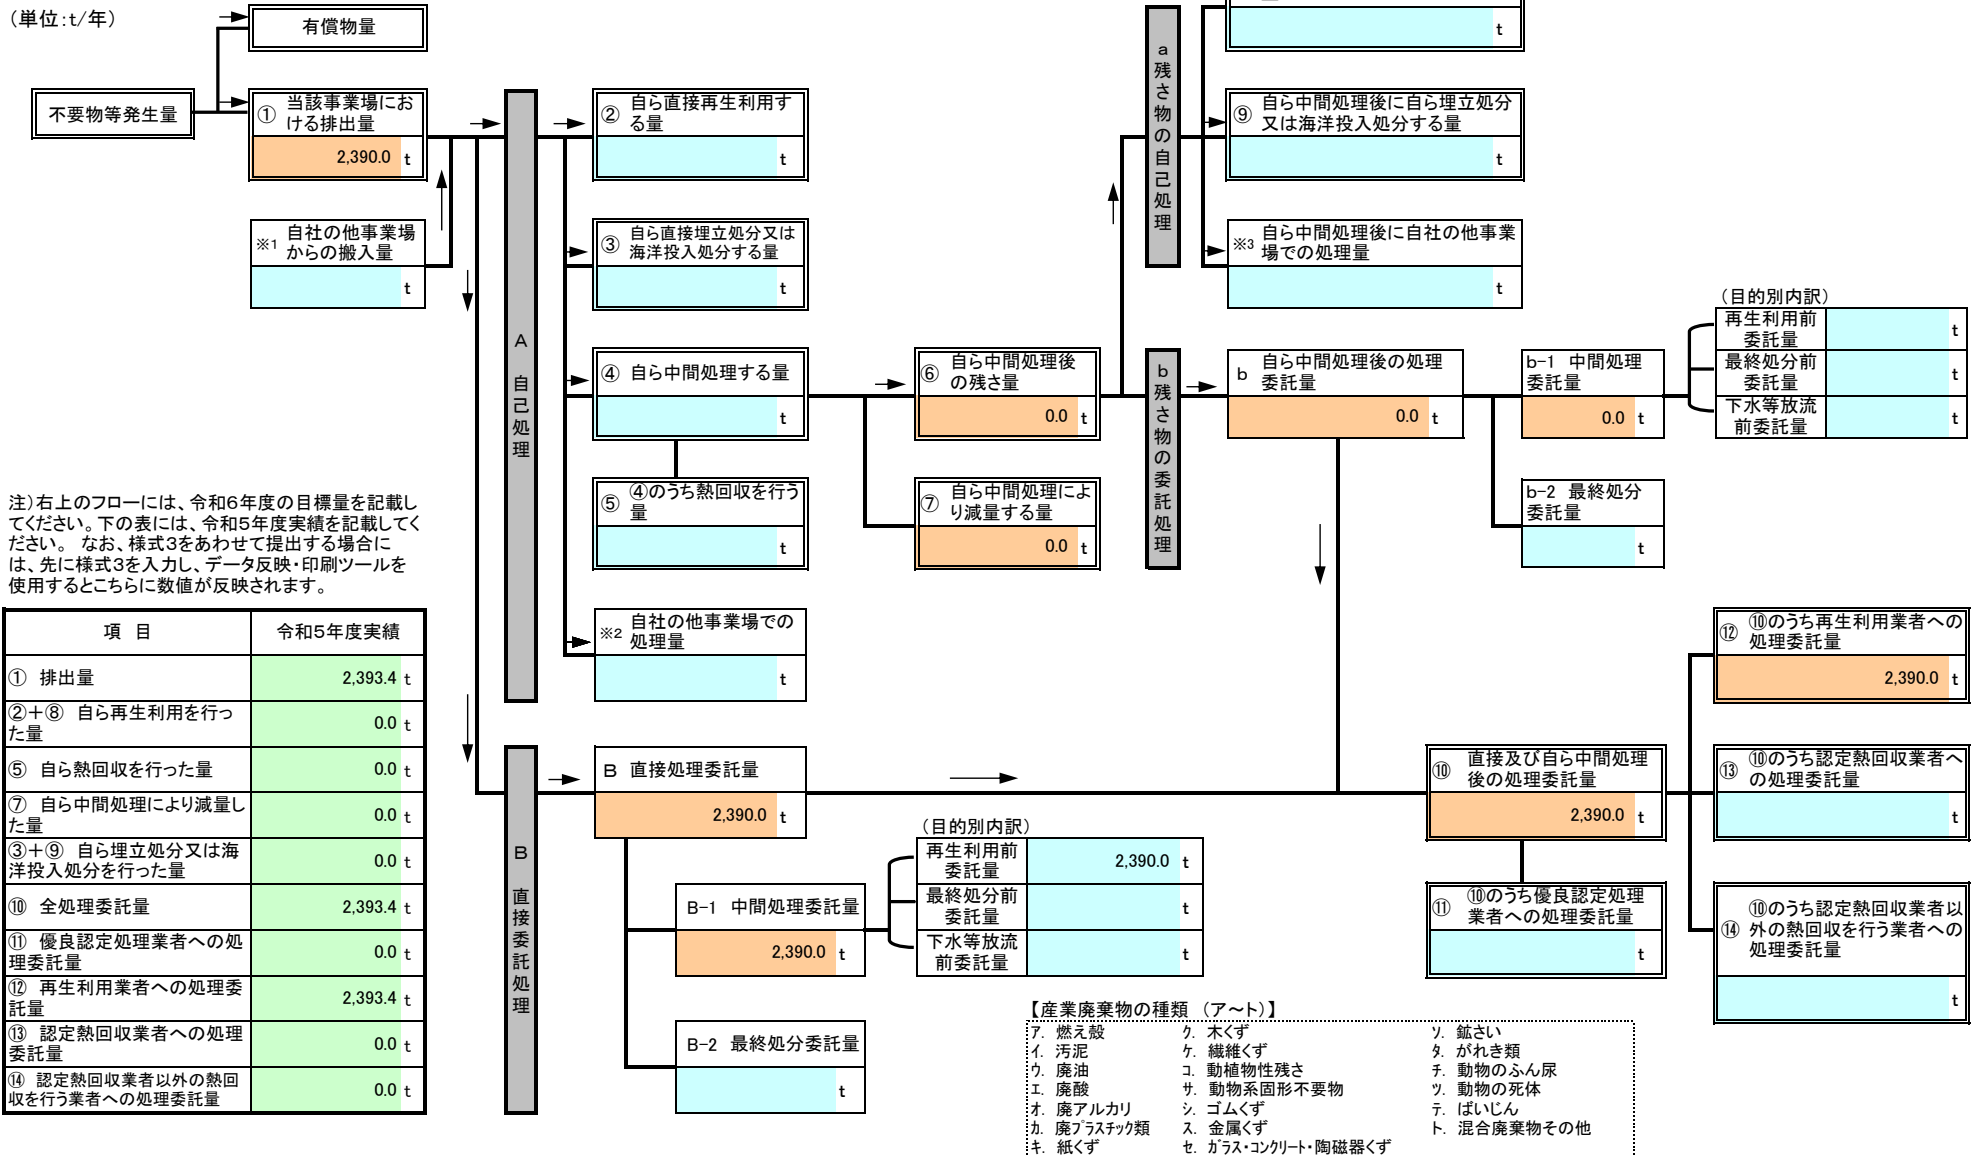 （単位：t/年）
有償物量
不要物等発生量
① 当該事業場にお
ける排出量
2,390.0 t
※1 自社の他事業場
からの搬入量
t
A 自己処理
② 自ら直接再生利用す
る量
t
③ 自ら直接埋立処分又は
海洋投入処分する量
t
④ 自ら中間処理する量
t
⑤ ④のうち熱回収を行う
量
t
※2 自社の他事業場での
処理量
t
⑥ 自ら中間処理後
の残さ量
0.0 t
⑦ 自ら中間処理によ
り減量する量
0.0 t
a 残さ物の自己処理
t
⑨ 自ら中間処理後に自ら埋立処分
又は海洋投入処分する量
t
※3 自ら中間処理後に自社の他事業
場での処理量
t
b 残さ物の委託処理
b 自ら中間処理後の処理
委託量
0.0 t
b-1 中間処理
委託量
0.0 t
b-2 最終処分
委託量
t
（目的別内訳）
再生利用前
委託量
t
最終処分前
委託量
t
下水等放流
前委託量
t
注）右上のフローには、令和6年度の目標量を記載し
てください。下の表には、令和5年度実績を記載してく
ださい。 なお、様式3をあわせて提出する場合に
は、先に様式3を入力し、データ反映・印刷ツールを
使用するとこちらに数値が反映されます。
項 目 令和5年度実績
① 排出量 2,393.4 t
②＋⑧ 自ら再生利用を行っ
た量 0.0 t
⑤ 自ら熱回収を行った量 0.0 t
⑦ 自ら中間処理により減量し
た量 0.0 t
③＋⑨ 自ら埋立処分又は海
洋投入処分を行った量 0.0 t
⑩ 全処理委託量 2,393.4 t
⑪ 優良認定処理業者への処
理委託量 0.0 t
⑫ 再生利用業者への処理委
託量 2,393.4 t
⑬ 認定熱回収業者への処理
委託量 0.0 t
⑭ 認定熱回収業者以外の熱回
収を行う業者への処理委託量 0.0 t
B 直接委託処理
B 直接処理委託量
2,390.0 t
B-1 中間処理委託量
2,390.0 t
B-2 最終処分委託量
t
（目的別内訳）
再生利用前
委託量
2,390.0 t
最終処分前
委託量
t
下水等放流
前委託量
t
⑩ 直接及び自ら中間処理
後の処理委託量
2,390.0 t
⑪ ⑩のうち優良認定処理
業者への処理委託量
t
⑫ ⑩のうち再生利用業者への
処理委託量
2,390.0 t
⑬ ⑩のうち認定熱回収業者へ
の処理委託量
t
⑭ ⑩のうち認定熱回収業者以
外の熱回収を行う業者への
処理委託量
t
【産業廃棄物の種類 （ア～ト）】
ア. 燃え殻 ク. 木くず ソ. 鉱さい
イ. 汚泥 ケ. 繊維くず タ. がれき類
ウ. 廃油 コ. 動植物性残さ チ. 動物のふん尿
エ. 廃酸 サ. 動物系固形不要物 ツ. 動物の死体
オ. 廃アルカリ シ. ゴムくず テ. ばいじん
カ. 廃プラスチック類 ス. 金属くず ト. 混合廃棄物その他
キ. 紙くず セ. ガラス・コンクリート・陶磁器くず